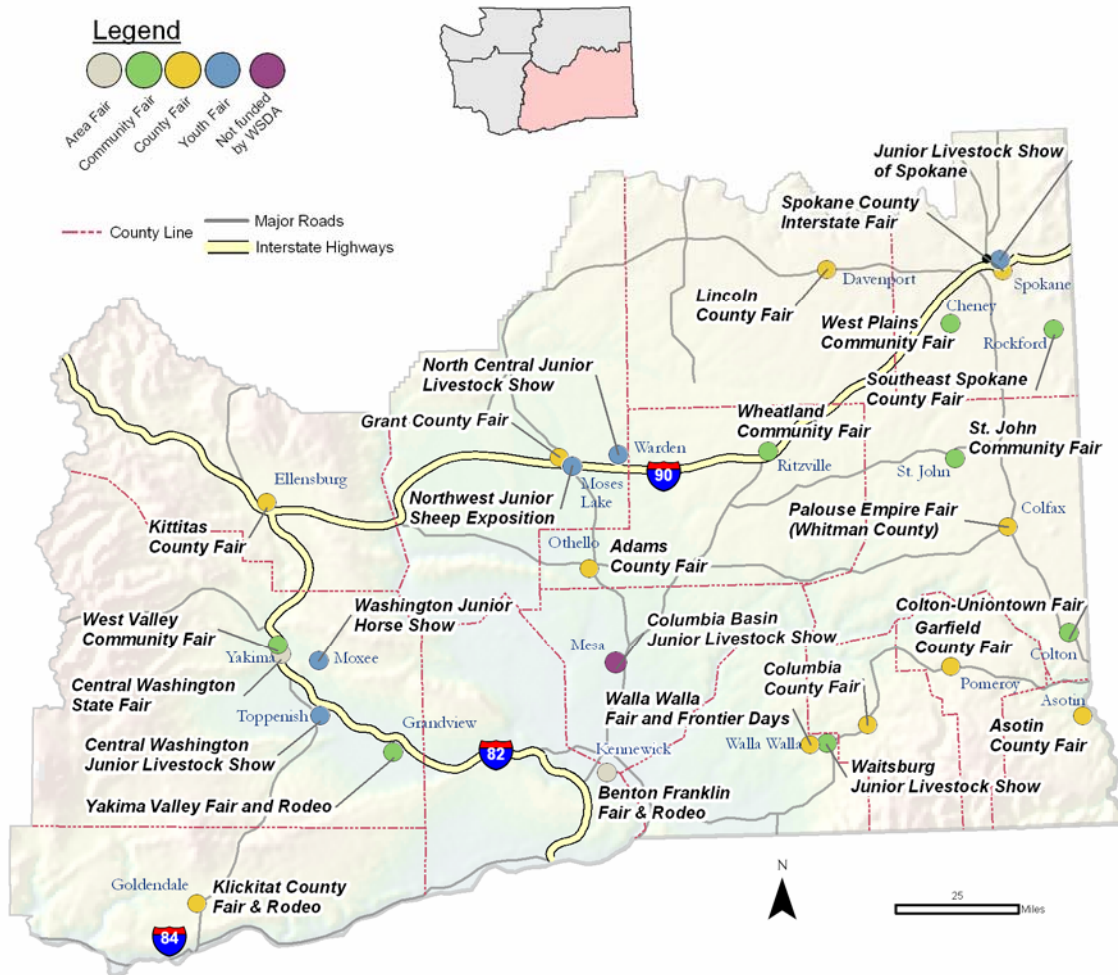 Legend
Area Fair
Community Fair
County Fair
Youth Fair
Not funded
by WSDA
County Line
Major Roads
Interstate Highways
Junior Livestock Show
of Spokane
Spokane County
Interstate Fair
Davenport
Spokane
Lincoln
County Fair
Cheney
West Plains
Community Fair
Rockford
North Central Junior
Livestock Show
Southeast Spokane
County Fair
Grant County Fair
Wheatland
Community Fair
St. John
Community Fair
Warden
Ritzville
St. John
90
Moses
Lake
Ellensburg
Northwest Junior
Sheep Exposition
Palouse Empire Fair
(Whitman County)
Colfax
Kittitas
County Fair
Othello
Adams
County Fair
West Valley
Community Fair
Washington Junior
Horse Show
Columbia Basin
Junior Livestock Show
Colton-Uniontown Fair
Garfield
County Fair
Mesa
Yakima
Moxee
Colton
Columbia
County Fair
Pomeroy
Central Washington
State Fair
Walla Walla
Fair and Frontier Days
Asotin
Toppenish
Grandview
Asotin
County Fair
Central Washington
Junior Livestock Show
82
Kennewick
Walla Walla
Waitsburg
Junior Livestock Show
Yakima Valley Fair and Rodeo
Benton Franklin
Fair & Rodeo
N
Goldendale
Klickitat County
Fair & Rodeo
25
Miles
84